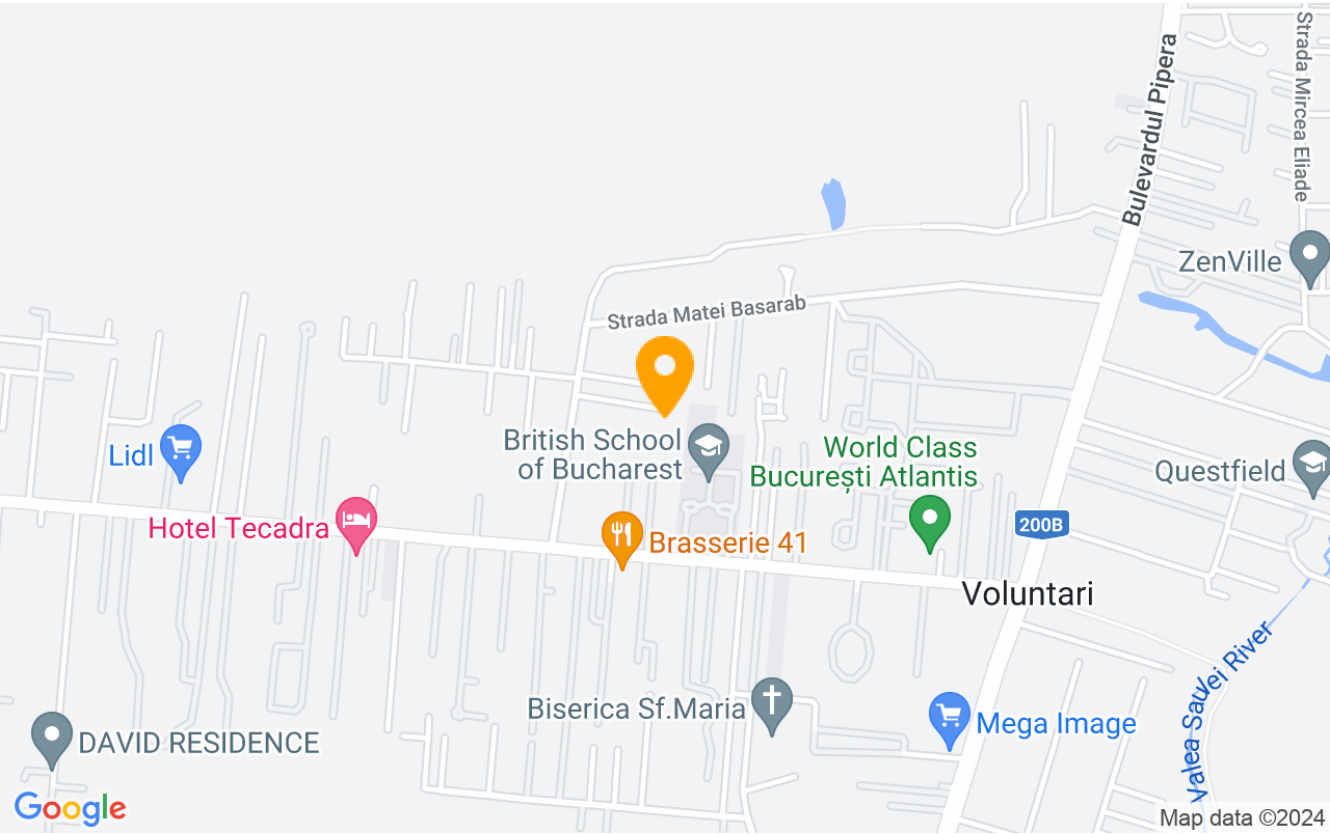 Strada Mircea Eliade
Bulevardul Pipera
ZenVille
Strada Matei Basarab
British School
of Bucharest
World Class
București Atlantis
Lidl
Questfield
Hotel Tecadra
200B
Brasserie 41
Voluntari
Valea Saulei River
Biserica Sf.Maria
Mega Image
DAVID RESIDENCE
Google
Map data ©2024